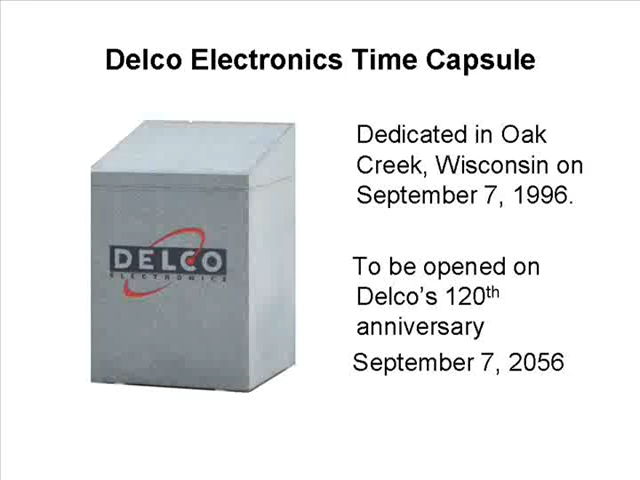 Delco Electronics Time Capsule
Dedicated in Oak
Creek, Wisconsin on
September 7, 1996.
DELCO
ELECTRONICS
To be opened on
Delco's 120th
anniversary
September 7, 2056